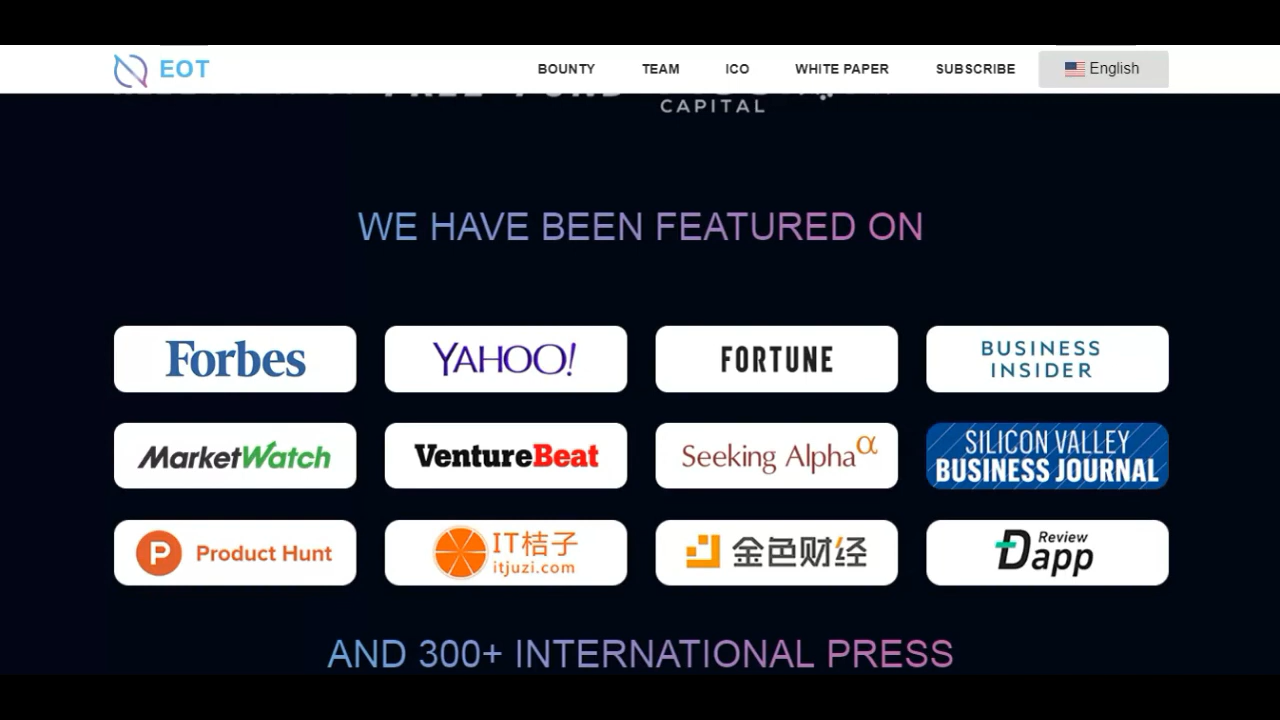 EOT
BOUNTY
TEAM
ICO
WHITE PAPER
SUBSCRIBE
English
CAPITAL
WE HAVE BEEN FEATURED ON
Forbes
YAHOO!
FORTUNE
BUSINESS
INSIDER
MarketWatch
VentureBeat
Seeking Alpha α
SILICON VALLEY
BUSINESS JOURNAL
P Product Hunt
IT桔子
itjuzi.com
金色财经
Review
Dapp
AND 300+ INTERNATIONAL PRESS